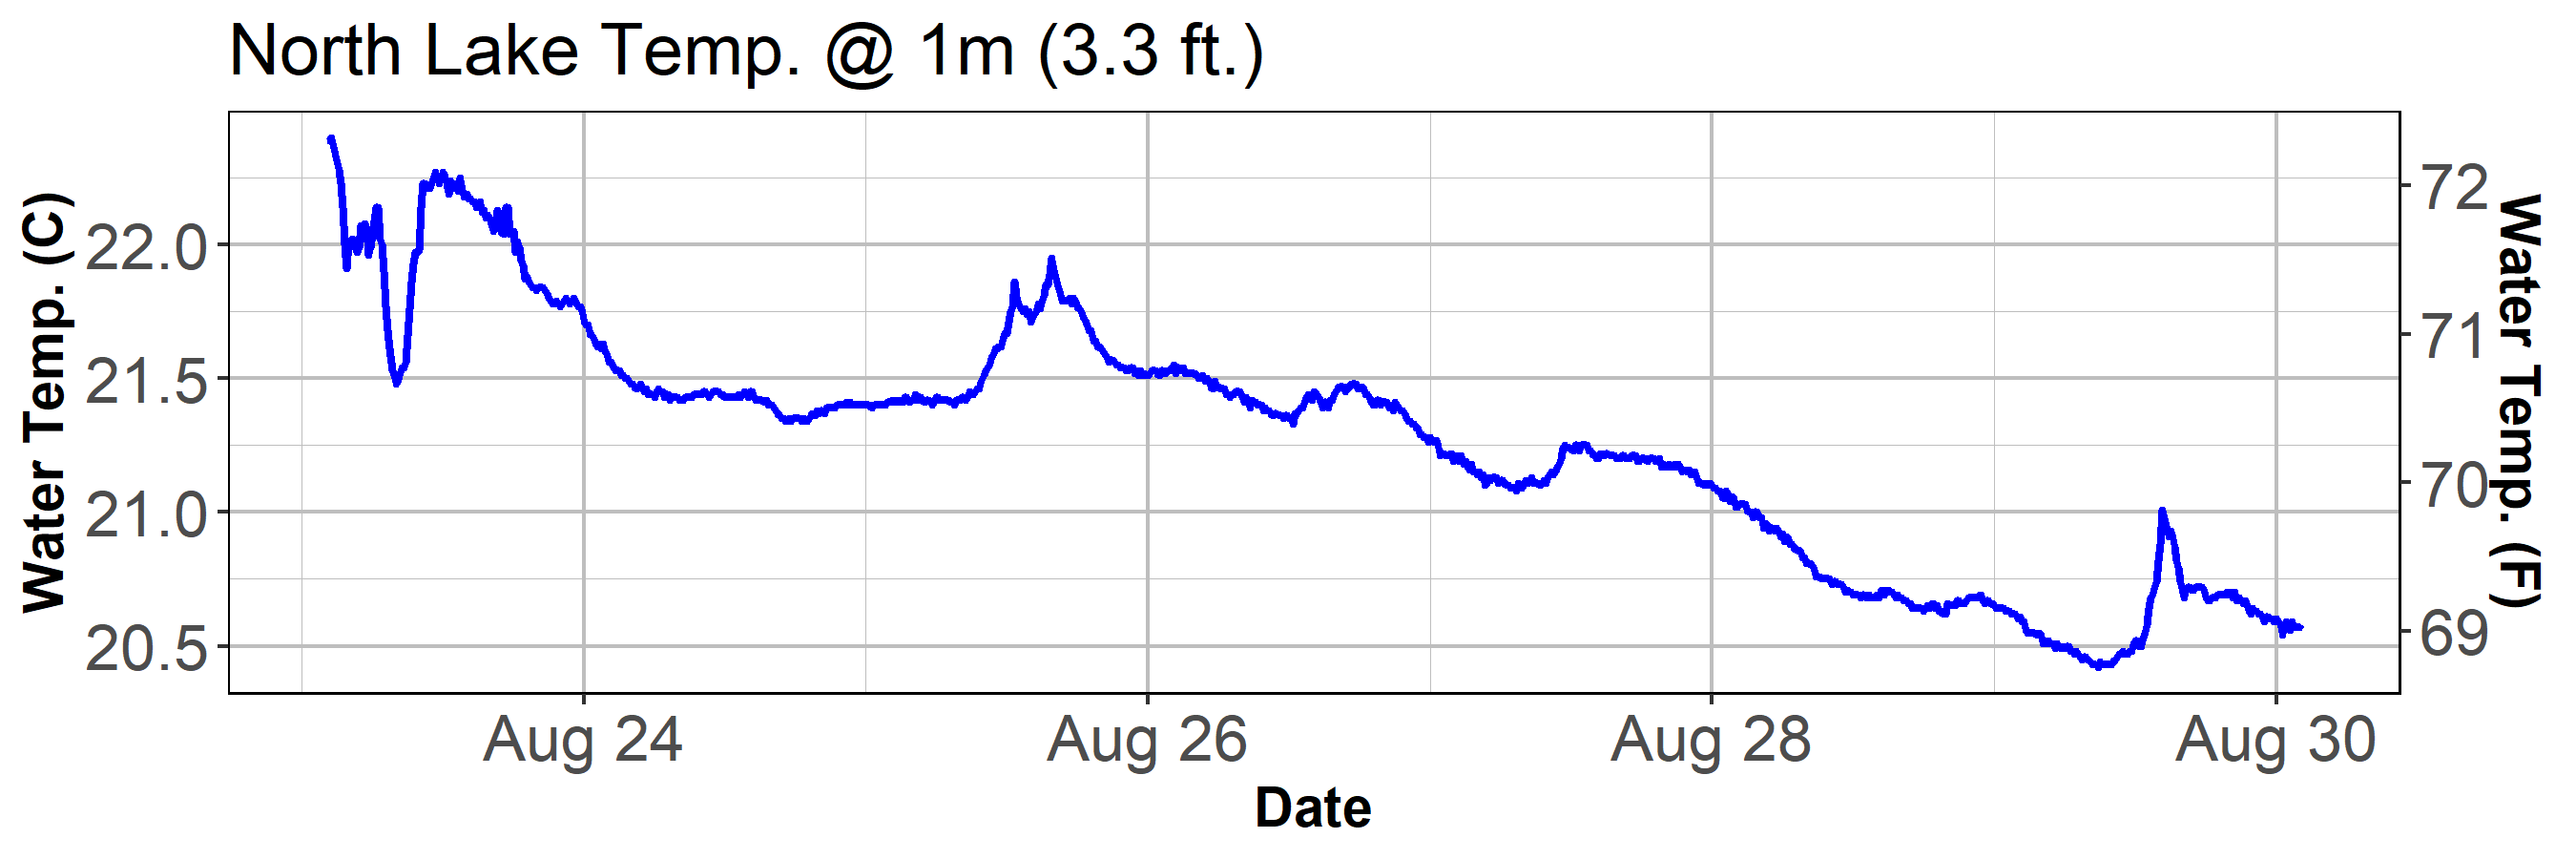 North Lake Temp. @ 1m (3.3 ft.)
Water Temp. (C)
22.0
21.5
21.0
20.5
72
71
70
69
Water Temp. (F)
Aug 24
Aug 26
Aug 28
Aug 30
Date